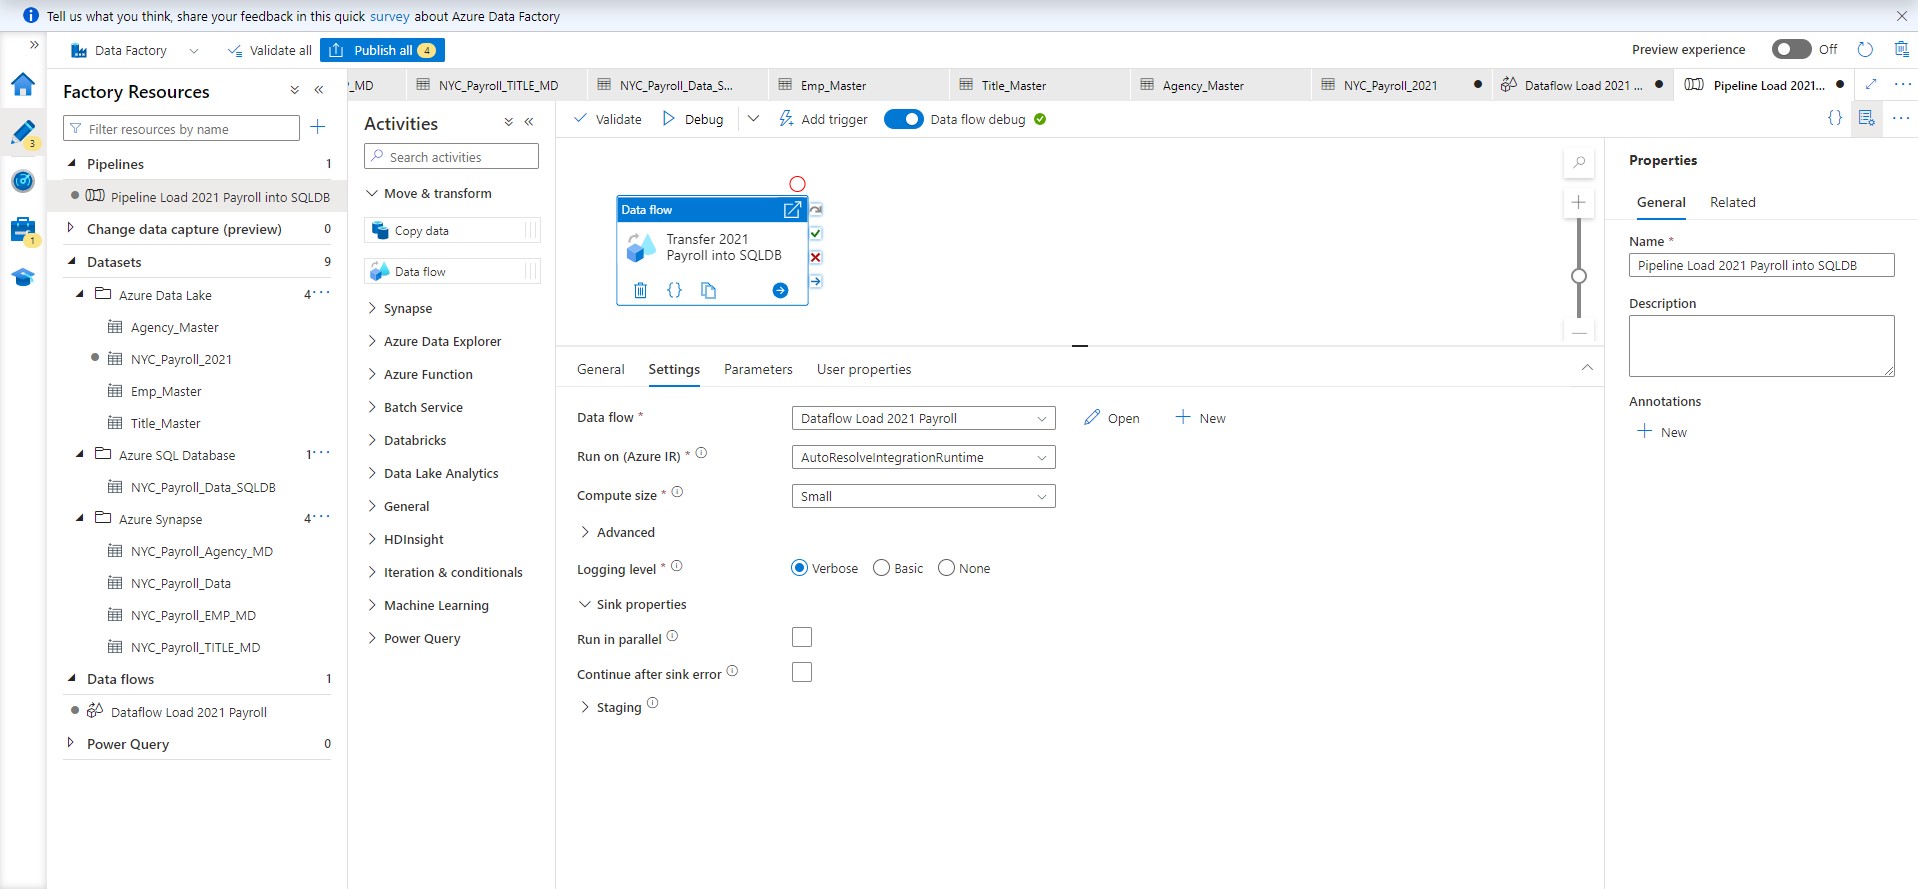 Tell us what you think, share your feedback in this quick survey about Azure Data Factory
Data Factory
Validate all
Publish all 4
Preview experience
Off
Factory Resources
Filter resources by name
3
1
Pipelines 1
Pipeline Load 2021 Payroll into SQLDB
Change data capture (preview) 0
Datasets 9
Azure Data Lake 4
Agency_Master
NYC_Payroll_2021
Emp_Master
Title_Master
Azure SQL Database 1
NYC_Payroll_Data_SQLDB
Azure Synapse 4
NYC_Payroll_Agency_MD
NYC_Payroll_Data
NYC_Payroll_EMP_MD
NYC_Payroll_TITLE_MD
Data flows 1
Dataflow Load 2021 Payroll
Power Query 0
_MD
NYC_Payroll_TITLE_MD
NYC_Payroll_Data_S...
Emp_Master
Title_Master
Agency_Master
NYC_Payroll_2021
Dataflow Load 2021 ...
Pipeline Load 2021...
Activities
Search activities
Move & transform
Copy data
Data flow
Synapse
Azure Data Explorer
Azure Function
Batch Service
Databricks
Data Lake Analytics
General
HDInsight
Iteration & conditionals
Machine Learning
Power Query
Validate
Debug
Add trigger
Data flow debug
Data flow
Transfer 2021
Payroll into SQLDB
General
Settings
Parameters
User properties
Data flow *
Dataflow Load 2021 Payroll
Open
New
Run on (Azure IR) *
AutoResolveIntegrationRuntime
Compute size *
Small
Advanced
Logging level *
Verbose
Basic
None
Sink properties
Run in parallel
Continue after sink error
Staging
Properties
General
Related
Name *
Pipeline Load 2021 Payroll into SQLDB
Description
Annotations
New